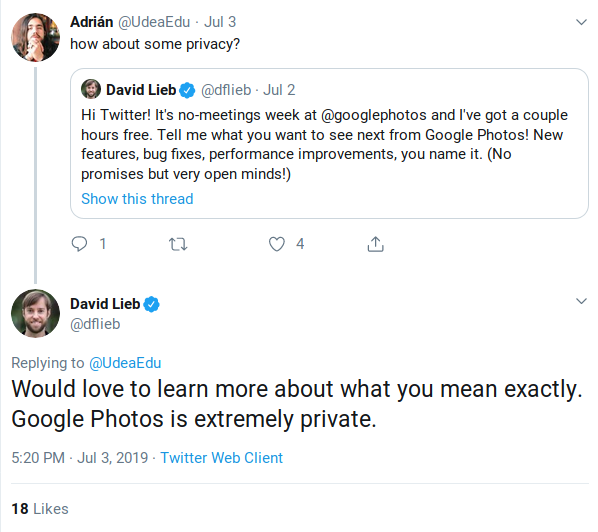 Adrián @UdeaEdu · Jul 3
how about some privacy?
David Lieb @dflieb · Jul 2
Hi Twitter! It's no-meetings week at @googlephotos and I've got a couple
hours free. Tell me what you want to see next from Google Photos! New
features, bug fixes, performance improvements, you name it. (No
promises but very open minds!)
Show this thread
1 4
David Lieb
@dflieb
Replying to @UdeaEdu
Would love to learn more about what you mean exactly.
Google Photos is extremely private.
5:20 PM · Jul 3, 2019 · Twitter Web Client
18 Likes